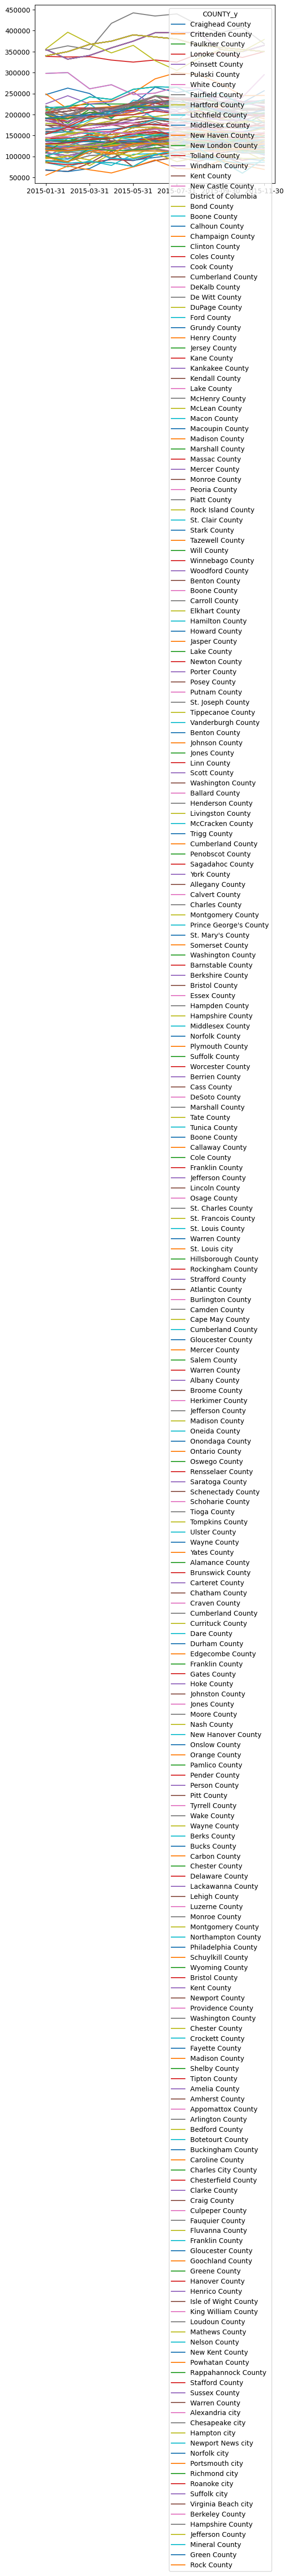 450000
400000
350000
300000
250000
200000
150000
100000
50000
2015-01-31
2015-03-31
2015-05-31
COUNTY_y
Craighead County
Crittenden County
Faulkner County
Lonoke County
Poinsett County
Pulaski County
White County
Fairfield County
Hartford County
Litchfield County
Middlesex County
New Haven County
New London County
Tolland County
Windham County
Kent County
New Castle County
District of Columbia
Bond County
Boone County
Calhoun County
Champaign County
Clinton County
Coles County
Cook County
Cumberland County
DeKalb County
De Witt County
DuPage County
Ford County
Grundy County
Henry County
Jersey County
Kane County
Kankakee County
Kendall County
Lake County
McHenry County
McLean County
Macon County
Macoupin County
Madison County
Marshall County
Massac County
Mercer County
Monroe County
Peoria County
Piatt County
Rock Island County
St. Clair County
Stark County
Tazewell County
Will County
Winnebago County
Woodford County
Benton County
Boone County
Carroll County
Elkhart County
Hamilton County
Howard County
Jasper County
Lake County
Newton County
Porter County
Posey County
Putnam County
St. Joseph County
Tippecanoe County
Vanderburgh County
Benton County
Johnson County
Jones County
Linn County
Scott County
Washington County
Ballard County
Henderson County
Livingston County
McCracken County
Trigg County
Cumberland County
Penobscot County
Sagadahoc County
York County
Allegany County
Calvert County
Charles County
Montgomery County
Prince George's County
St. Mary's County
Somerset County
Washington County
Barnstable County
Berkshire County
Bristol County
Essex County
Hampden County
Hampshire County
Middlesex County
Norfolk County
Plymouth County
Suffolk County
Worcester County
Berrien County
Cass County
DeSoto County
Marshall County
Tate County
Tunica County
Boone County
Callaway County
Cole County
Franklin County
Jefferson County
Lincoln County
Osage County
St. Charles County
St. Francois County
St. Louis County
Warren County
St. Louis city
Hillsborough County
Rockingham County
Strafford County
Atlantic County
Burlington County
Camden County
Cape May County
Cumberland County
Gloucester County
Mercer County
Salem County
Warren County
Albany County
Broome County
Herkimer County
Jefferson County
Madison County
Oneida County
Onondaga County
Ontario County
Oswego County
Rensselaer County
Saratoga County
Schenectady County
Schoharie County
Tioga County
Tompkins County
Ulster County
Wayne County
Yates County
Alamance County
Brunswick County
Carteret County
Chatham County
Craven County
Cumberland County
Currituck County
Dare County
Durham County
Edgecombe County
Franklin County
Gates County
Hoke County
Johnston County
Jones County
Moore County
Nash County
New Hanover County
Onslow County
Orange County
Pamlico County
Pender County
Person County
Pitt County
Tyrrell County
Wake County
Wayne County
Berks County
Bucks County
Carbon County
Chester County
Delaware County
Lackawanna County
Lehigh County
Luzerne County
Monroe County
Montgomery County
Northampton County
Philadelphia County
Schuylkill County
Wyoming County
Bristol County
Kent County
Newport County
Providence County
Washington County
Chester County
Crockett County
Fayette County
Madison County
Shelby County
Tipton County
Amelia County
Amherst County
Appomattox County
Arlington County
Bedford County
Botetourt County
Buckingham County
Caroline County
Charles City County
Chesterfield County
Clarke County
Craig County
Culpeper County
Fauquier County
Fluvanna County
Franklin County
Gloucester County
Goochland County
Greene County
Hanover County
Henrico County
Isle of Wight County
King William County
Loudoun County
Mathews County
Nelson County
New Kent County
Powhatan County
Rappahannock County
Stafford County
Sussex County
Warren County
Alexandria city
Chesapeake city
Hampton city
Newport News city
Norfolk city
Portsmouth city
Richmond city
Roanoke city
Suffolk city
Virginia Beach city
Berkeley County
Hampshire County
Jefferson County
Mineral County
Green County
Rock County